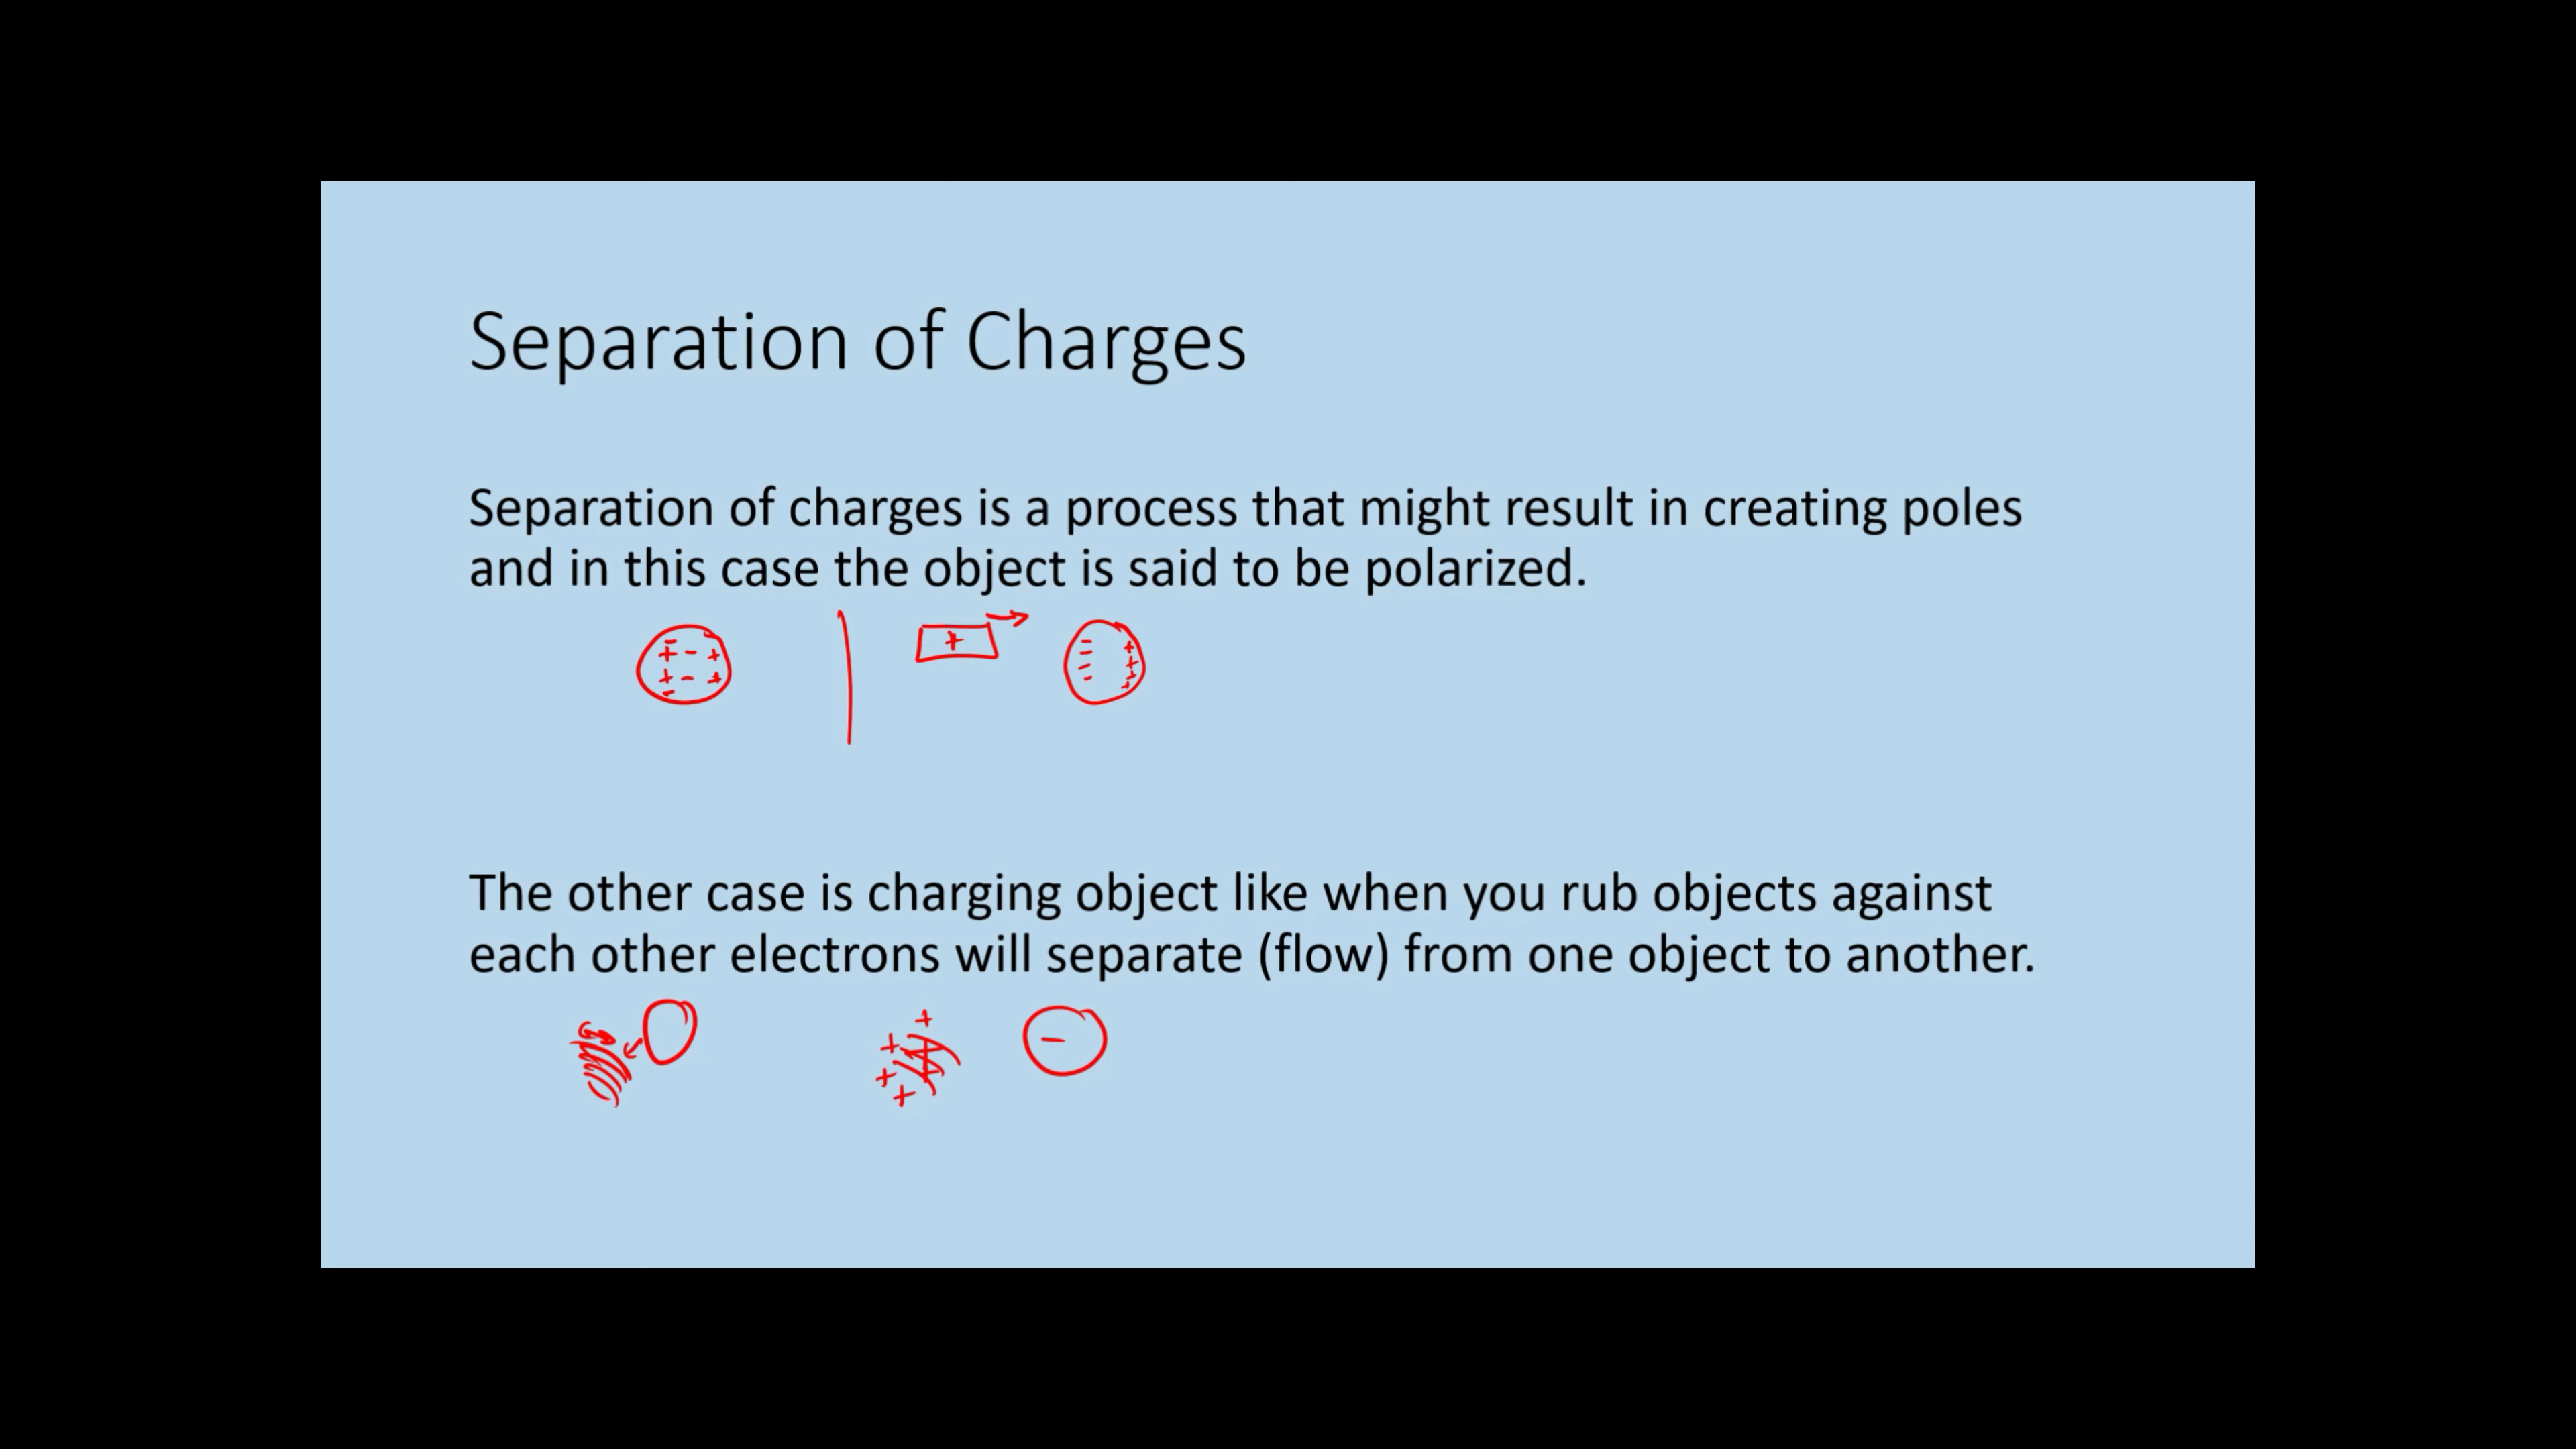 Separation of Charges
Separation of charges is a process that might result in creating poles
and in this case the object is said to be polarized.
- 
+ - +
+ - +
-
+
- +
- +
- +
- +
The other case is charging object like when you rub objects against
each other electrons will separate (flow) from one object to another.
+
+
+
+
-